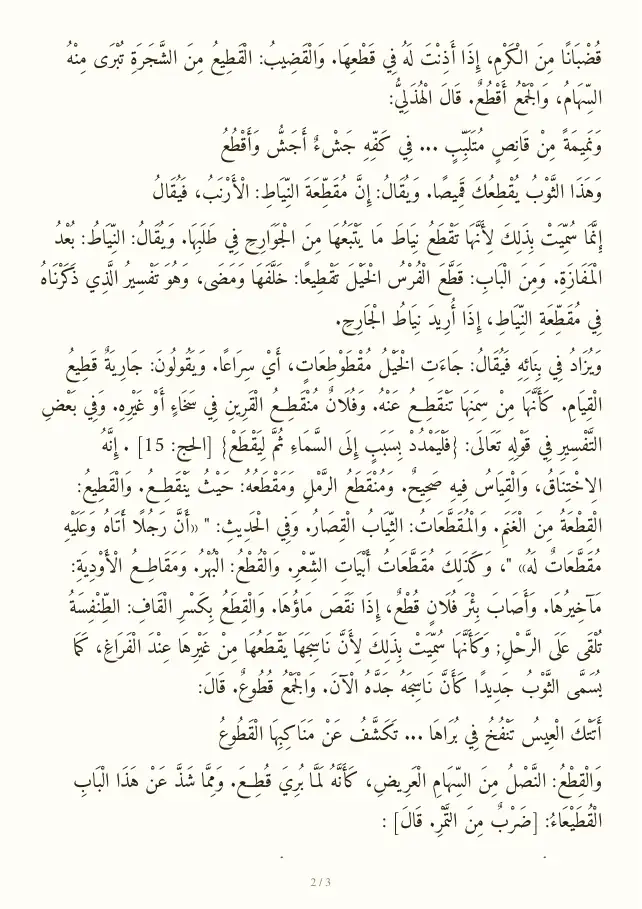 قُضْبَانًا مِنَ الْكَرْمِ، إِذَا أَذِنْتَ لَهُ فِي قَطْعِهَا. وَالْقَضِيبُ: الْقَطِيعُ مِنَ الشَّجَرَةِ تُبْرَى مِنْهُ
السِّهَامُ، وَالْجَمْعُ أَقْطُعٌ. قَالَ الْهُذَلِيُّ:
وَنَمِيمَةً مِنْ قَانِصٍ مُتَلَبِّبٍ ... فِي كَفِّهِ جَشْءٌ أَجَشُّ وَأَقْطُعُ
وَهَذَا الثَّوْبُ يُقْطِعُكَ قَمِيصًا. وَيُقَالُ: إِنَّ مُقَطِّعَةَ النِّيَاطِ: الْأَرْنَبُ، فَيُقَالُ
إِنَّمَا سُمِّيَتْ بِذَلِكَ لِأَنَّهَا تَقْطَعُ نِيَاطَ مَا يَتْبَعُهَا مِنَ الْجَوَارِحِ فِي طَلَبِهَا. وَيُقَالُ: النِّيَاطُ: بُعْدُ
الْمَفَازَةِ. وَمِنَ الْبَابِ: قَطَّعَ الْفَرَسُ الْخَيْلَ تَقْطِيعًا: خَلَّفَهَا وَمَضَى، وَهُوَ تَفْسِيرُ الَّذِي ذَكَرْنَاهُ
فِي مُقَطِّعَةِ النِّيَاطِ، إِذَا أُرِيدَ نِيَاطُ الْجَارِحِ.
وَيُزَادُ فِي بِنَائِهِ فَيُقَالُ: جَاءَتِ الْخَيْلُ مُقْطَوْطِعَاتٍ، أَيْ سِرَاعًا. وَيَقُولُونَ: جَارِيَةٌ قَطِيعُ
الْقِيَامِ. كَأَنَّهَا مِنْ سِمَنِهَا تَنْقَطِعُ عَنْهُ. وَفُلَانٌ مُنْقَطِعُ الْقَرِينِ فِي سَخَاءٍ أَوْ غَيْرِهِ. وَفِي بَعْضِ
التَّفْسِيرِ فِي قَوْلِهِ تَعَالَى: {فَلْيَمْدُدْ بِسَبَبٍ إِلَى السَّمَاءِ ثُمَّ لِيَقْطَعْ} [الحج: 15] . إِنَّهُ
الِاخْتِنَاقُ، وَالْقِيَاسُ فِيهِ صَحِيحٌ. وَمُنْقَطَعُ الرَّمْلِ وَمَقْطَعُهُ: حَيْثُ يَنْقَطِعُ. وَالْقَطِيعُ:
الْقِطْعَةُ مِنَ الْغَنَمِ. وَالْمُقَطَّعَاتُ: الثِّيَابُ الْقِصَارُ. وَفِي الْحَدِيثِ: " «أَنَّ رَجُلًا أَتَاهُ وَعَلَيْهِ
مُقَطَّعَاتٌ لَهُ» "، وَكَذَلِكَ مُقَطَّعَاتُ أَبْيَاتِ الشِّعْرِ. وَالْقُطْعُ: الْبُهْرُ. وَمَقَاطِعُ الْأَوْدِيَةِ:
مَآخِيرُهَا. وَأَصَابَ بِئْرَ فُلَانٍ قُطْعٌ، إِذَا نَقَصَ مَاؤُهَا. وَالْقِطْعُ بِكَسْرِ الْقَافِ: الطِّنْفِسَةُ
تُلْقَى عَلَى الرَّحْلِ; وَكَأَنَّهَا سُمِّيَتْ بِذَلِكَ لِأَنَّ نَاسِجَهَا يَقْطَعُهَا مِنْ غَيْرِهَا عِنْدَ الْفَرَاغِ، كَمَا
يُسَمَّى الثَّوْبُ جَدِيدًا كَأَنَّ نَاسِجَهُ جَدَّهُ الْآنَ. وَالْجَمْعُ قُطُوعٌ. قَالَ:
أَتَتْكَ الْعِيسُ تَنْفُخُ فِي بُرَاهَا ... تَكَشَّفُ عَنْ مَنَاكِبِهَا الْقُطُوعُ
وَالْقِطْعُ: النَّصْلُ مِنَ السِّهَامِ الْعَرِيضِ، كَأَنَّهُ لَمَّا بُرِيَ قُطِعَ. وَمِمَّا شَذَّ عَنْ هَذَا الْبَابِ
الْقُطَيْعَاءُ: [ضَرْبٌ مِنَ التَّمْرِ. قَالَ] :
2 / 3